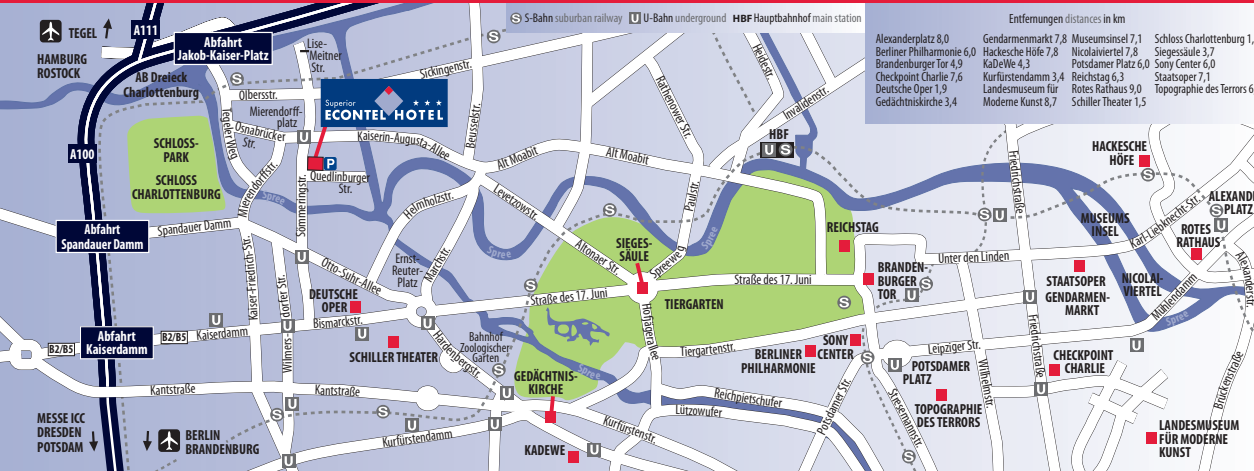 S S-Bahn suburban railway U U-Bahn underground HBF Hauptbahnhof main station
Entfernungen distances in km
Alexanderplatz 8,0
Berliner Philharmonie 6,0
Brandenburger Tor 4,9
Checkpoint Charlie 7,6
Deutsche Oper 1,9
Gedächtniskirche 3,4
Gendarmenmarkt 7,8
Hackesche Höfe 7,8
KaDeWe 4,3
Kurfürstendamm 3,4
Landesmuseum für
Moderne Kunst 8,7
Museumsinsel 7,1
Nicolaiviertel 7,8
Potsdamer Platz 6,0
Reichstag 6,3
Rotes Rathaus 9,0
Schiller Theater 1,5
Schloss Charlottenburg 1,
Siegessäule 3,7
Sony Center 6,0
Staatsoper 7,1
Topographie des Terrors 6
TEGEL
HAMBURG
ROSTOCK
A111
Abfahrt
Jakob-Kaiser-Platz
AB Dreieck
Charlottenburg
Lise-
Meitner
Str.
Sickingenstr.
Olbersstr.
Mierendorff-
platz
Superior
ECONTEL HOTEL
Osnabrücker
Str.
Tegeler Weg
Kaiserin-Augusta-Allee
Beusselstr.
Rathenower Str.
Heidestr.
Invalidenstr.
HBF
U S
Alt Moabit
Alt Moabit
A100
SCHLOSS-
PARK
SCHLOSS
CHARLOTTENBURG
P
Quedlinburger
Str.
Mierendorffstr.
Sömmeringstr.
Spree
Helmholzstr.
Levetzowstr.
Paulstr.
Friedrichstraße
HACKESCHE
HÖFE
ALEXAND
PLATZ
Abfahrt
Spandauer Damm
Spandauer Damm
Otto-Suhr-Allee
Ernst-
Reuter-
Platz
Marchstr.
Spree
Altonaer Str.
SIEGES-
SÄULE
Spreeweg
Spree
REICHSTAG
MUSEUMS
INSEL
Karl-Liebknecht-Str.
ROTES
RATHAUS
Unter den Linden
Kaiser-Friedrich-Str.
Wilmersdorfer Str.
DEUTSCHE
OPER
Straße des 17. Juni
Straße des 17. Juni
TIERGARTEN
BRANDEN-
BURGER
TOR
STAATSOPER
GENDARMEN-
MARKT
NICOLAI-
VIERTEL
Mühlendamm
Alexanderstr.
Spree
Abfahrt
Kaiserdamm
B2/B5
B2/B5
Kaiserdamm
Bismarckstr.
SCHILLER THEATER
Hardenbergstr.
Bahnhof
Zoologischer
Garten
Hofjägerallee
Tiergartenstr.
BERLINER
PHILHARMONIE
SONY
CENTER
Leipziger Str.
Wilhelmstr.
Friedrichstraße
CHECKPOINT
CHARLIE
POTSDAMER
PLATZ
TOPOGRAPHIE
DES TERRORS
Kantstraße
Kantstraße
GEDÄCHTNIS-
KIRCHE
Spree
Reichpietschufer
Lützowufer
Potsdamer Str.
Stresemannstr.
Brückenstraße
MESSE ICC
DRESDEN
POTSDAM
BERLIN
BRANDENBURG
Kurfürstendamm
Kurfürstenstr.
KADEWE
LANDESMUSEUM
FÜR MODERNE
KUNST